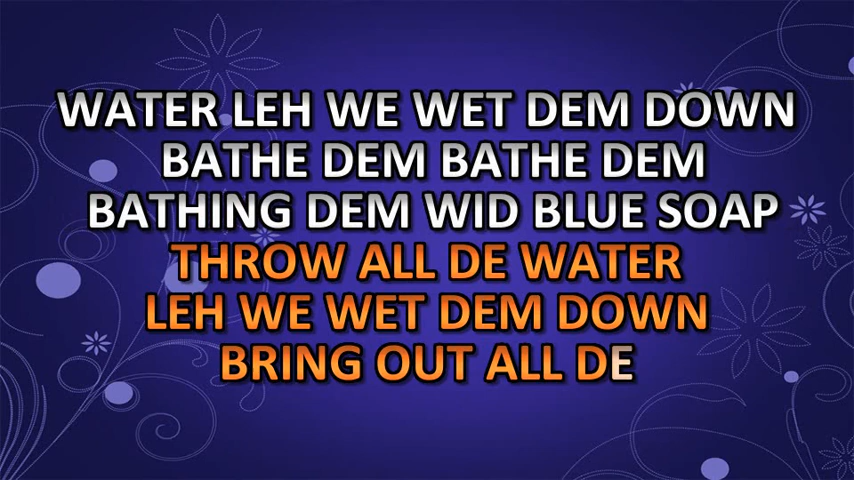 WATER LEH WE WET DEM DOWN
BATHE DEM BATHE DEM
BATHING DEM WID BLUE SOAP
THROW ALL DE WATER
LEH WE WET DEM DOWN
BRING OUT ALL DE